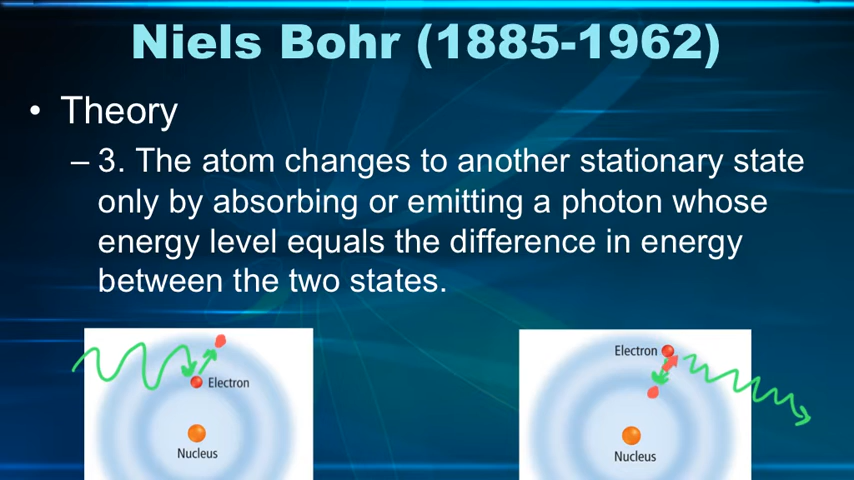 Niels Bohr (1885-1962)
• Theory
– 3. The atom changes to another stationary state
only by absorbing or emitting a photon whose
energy level equals the difference in energy
between the two states.
Electron
Nucleus
Electron
Nucleus